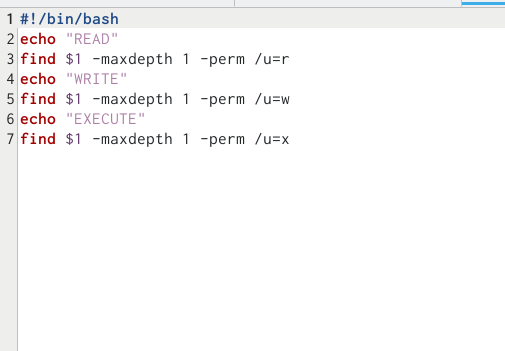 1 #!/bin/bash
2 echo "READ"
3 find $1 -maxdepth 1 -perm /u=r
4 echo "WRITE"
5 find $1 -maxdepth 1 -perm /u=w
6 echo "EXECUTE"
7 find $1 -maxdepth 1 -perm /u=x